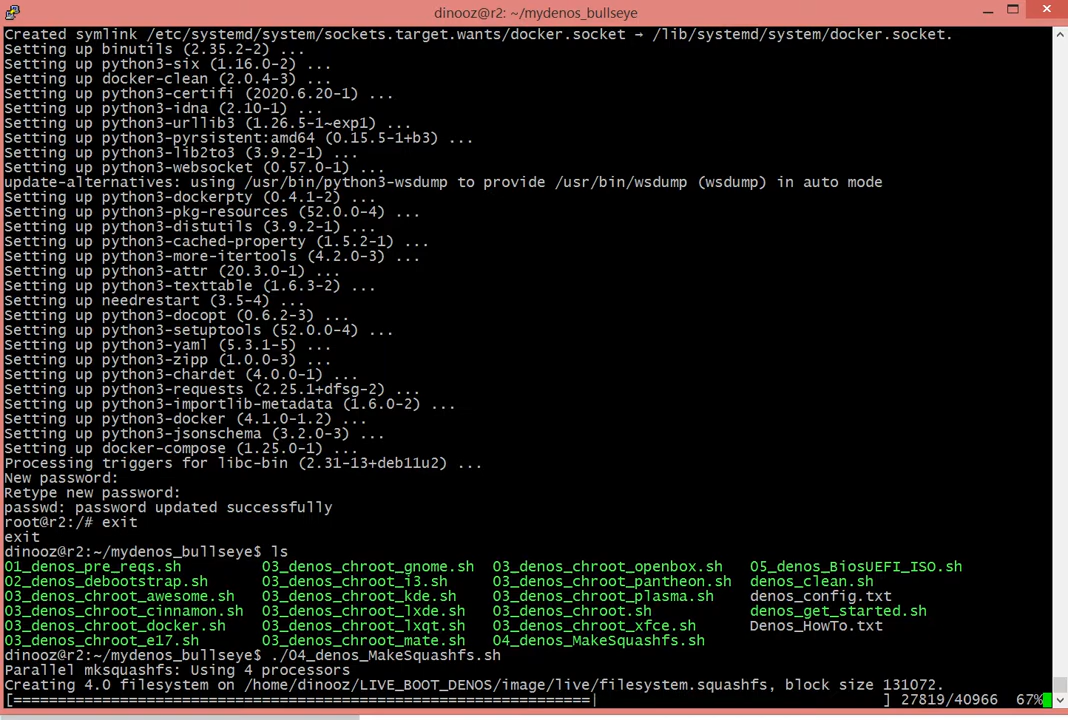 dinooz@r2: ~/mydenos_bullseye
Created symlink /etc/systemd/system/sockets.target.wants/docker.socket → /lib/systemd/system/docker.socket.
Setting up binutils (2.35.2-2) ...
Setting up python3-six (1.16.0-2) ...
Setting up docker-clean (2.0.4-3) ...
Setting up python3-certifi (2020.6.20-1) ...
Setting up python3-idna (2.10-1) ...
Setting up python3-urllib3 (1.26.5-1~exp1) ...
Setting up python3-pyrsistent:amd64 (0.15.5-1+b3) ...
Setting up python3-lib2to3 (3.9.2-1) ...
Setting up python3-websocket (0.57.0-1) ...
update-alternatives: using /usr/bin/python3-wsdump to provide /usr/bin/wsdump (wsdump) in auto mode
Setting up python3-dockerpty (0.4.1-2) ...
Setting up python3-pkg-resources (52.0.0-4) ...
Setting up python3-distutils (3.9.2-1) ...
Setting up python3-cached-property (1.5.2-1) ...
Setting up python3-more-itertools (4.2.0-3) ...
Setting up python3-attr (20.3.0-1) ...
Setting up python3-texttable (1.6.3-2) ...
Setting up needrestart (3.5-4) ...
Setting up python3-docopt (0.6.2-3) ...
Setting up python3-setuptools (52.0.0-4) ...
Setting up python3-yaml (5.3.1-5) ...
Setting up python3-zipp (1.0.0-3) ...
Setting up python3-chardet (4.0.0-1) ...
Setting up python3-requests (2.25.1+dfsg-2) ...
Setting up python3-importlib-metadata (1.6.0-2) ...
Setting up python3-docker (4.1.0-1.2) ...
Setting up python3-jsonschema (3.2.0-3) ...
Setting up docker-compose (1.25.0-1) ...
Processing triggers for libc-bin (2.31-13+deb11u2) ...
New password:
Retype new password:
passwd: password updated successfully
root@r2:/# exit
exit
dinooz@r2:~/mydenos_bullseye$ ls
01_denos_pre_reqs.sh 03_denos_chroot_gnome.sh 03_denos_chroot_openbox.sh 05_denos_BiosUEFI_ISO.sh
02_denos_debootstrap.sh 03_denos_chroot_i3.sh 03_denos_chroot_pantheon.sh denos_clean.sh
03_denos_chroot_awesome.sh 03_denos_chroot_kde.sh 03_denos_chroot_plasma.sh denos_config.txt
03_denos_chroot_cinnamon.sh 03_denos_chroot_lxde.sh 03_denos_chroot.sh denos_get_started.sh
03_denos_chroot_docker.sh 03_denos_chroot_lxqt.sh 03_denos_chroot_xfce.sh Denos_HowTo.txt
03_denos_chroot_e17.sh 03_denos_chroot_mate.sh 04_denos_MakeSquashfs.sh
dinooz@r2:~/mydenos_bullseye$ ./04_denos_MakeSquashfs.sh
Parallel mksquashfs: Using 4 processors
Creating 4.0 filesystem on /home/dinooz/LIVE_BOOT_DENOS/image/live/filesystem.squashfs, block size 131072.
[==================================================================| ] 27819/40966 67%